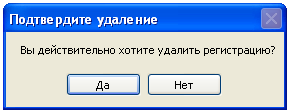 Подтвердите удаление
Вы действительно хотите удалить регистрацию?
Да
Нет